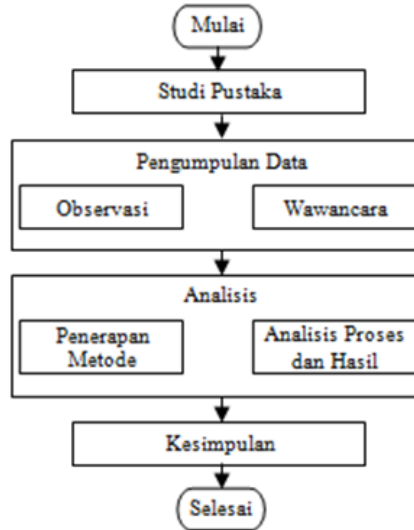 Mulai
Studi Pustaka
Pengumpulan Data
Observasi
Wawancara
Analisis
Penerapan
Metode
Analisis Proses
dan Hasil
Kesimpulan
Selesai